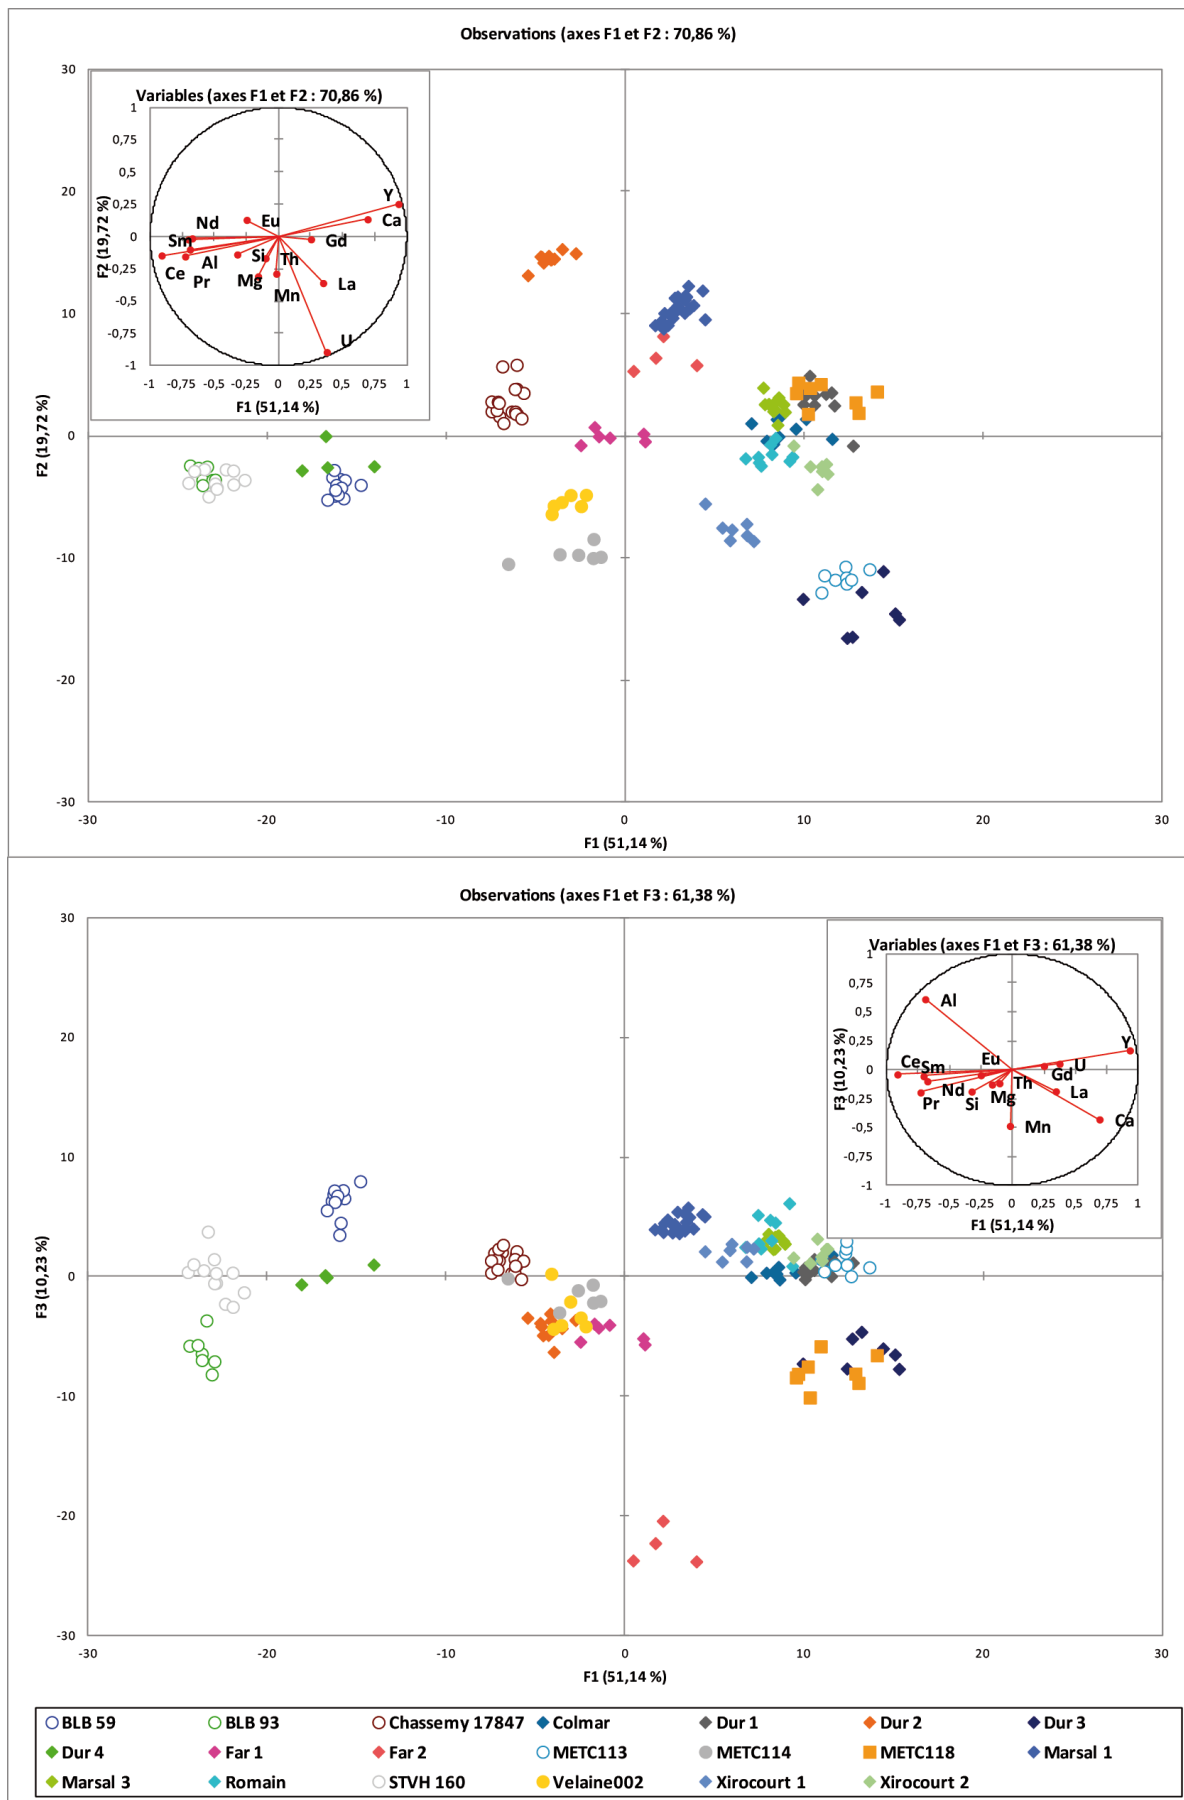 Observations (axes F1 et F2 : 70,86 %)
30
20
10
0
-10
-20
-30
F2 (19,72 %)
Variables (axes F1 et F2 : 70,86 %)
1
0,75
0,5
0,25
0
-0,25
-0,5
-0,75
-1
F2 (19,72 %)
Y
Ca
Eu
Nd
Gd
Sm
Si
Th
Al
Ce
Pr
Mg
La
Mn
U
-1 -0,75 -0,5 -0,25 0 0,25 0,5 0,75 1
F1 (51,14 %)
-30 -20 -10 0 10 20 30
F1 (51,14 %)
Observations (axes F1 et F3 : 61,38 %)
30
20
10
0
-10
-20
-30
F3 (10,23 %)
Variables (axes F1 et F3 : 61,38 %)
1
0,75
0,5
0,25
0
-0,25
-0,5
-0,75
-1
F3 (10,23 %)
Al
Y
Ce
Sm
Eu
U
Gd
Nd
Th
La
Pr
Si
Mg
Ca
Mn
-1 -0,75 -0,5 -0,25 0 0,25 0,5 0,75 1
F1 (51,14 %)
-30 -20 -10 0 10 20 30
F1 (51,14 %)
BLB 59 BLB 93 Chassemy 17847 Colmar Dur 1 Dur 2 Dur 3
Dur 4 Far 1 Far 2 METC113 METC114 METC118 Marsal 1
Marsal 3 Romain STVH 160 Velaine002 Xirocourt 1 Xirocourt 2